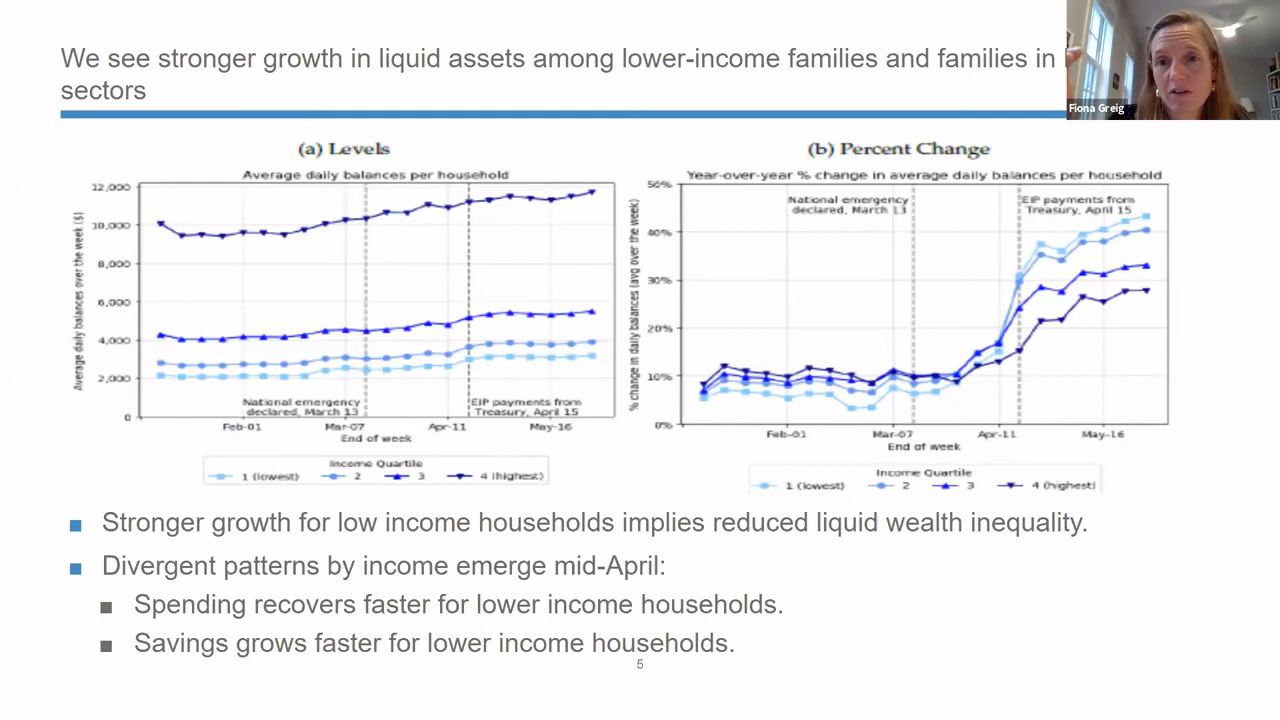 We see stronger growth in liquid assets among lower-income families and families in
sectors
Fiona Greig
(a) Levels
Average daily balances per household
Average daily balances over the week ($)
12,000
10,000
8,000
6,000
4,000
2,000
0
National emergency
declared, March 13
EIP payments from
Treasury, April 15
Feb-01
Mar-07
Apr-11
May-16
End of week
Income Quartile
1 (lowest)
2
3
4 (highest)
(b) Percent Change
Year-over-year % change in average daily balances per household
% change in daily balances (avg over the week)
50%
40%
30%
20%
10%
0%
National emergency
declared, March 13
EIP payments from
Treasury, April 15
Feb-01
Mar-07
Apr-11
May-16
End of week
Income Quartile
1 (lowest)
2
3
4 (highest)
Stronger growth for low income households implies reduced liquid wealth inequality.
Divergent patterns by income emerge mid-April:
Spending recovers faster for lower income households.
Savings grows faster for lower income households.
5